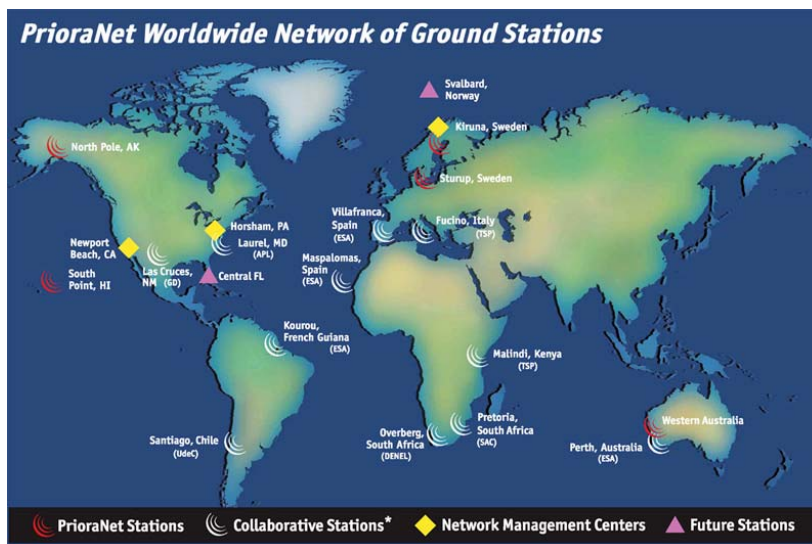 PrioraNet Worldwide Network of Ground Stations
Svalbard,
Norway
Kiruna, Sweden
North Pole, AK
Sturup, Sweden
Villafranca,
Spain
(ESA)
Fucino, Italy
(TSP)
Horsham, PA
Laurel, MD
(APL)
Newport
Beach, CA
Las Cruces,
NM (GD)
Central FL
South
Point, HI
Maspalomas,
Spain
(ESA)
Kourou,
French Guiana
(ESA)
Malindi, Kenya
(TSP)
Santiago, Chile
(UdeC)
Overberg,
South Africa
(DENEL)
Pretoria,
South Africa
(SAC)
Western Australia
Perth, Australia
(ESA)
PrioraNet Stations
Collaborative Stations*
Network Management Centers
Future Stations